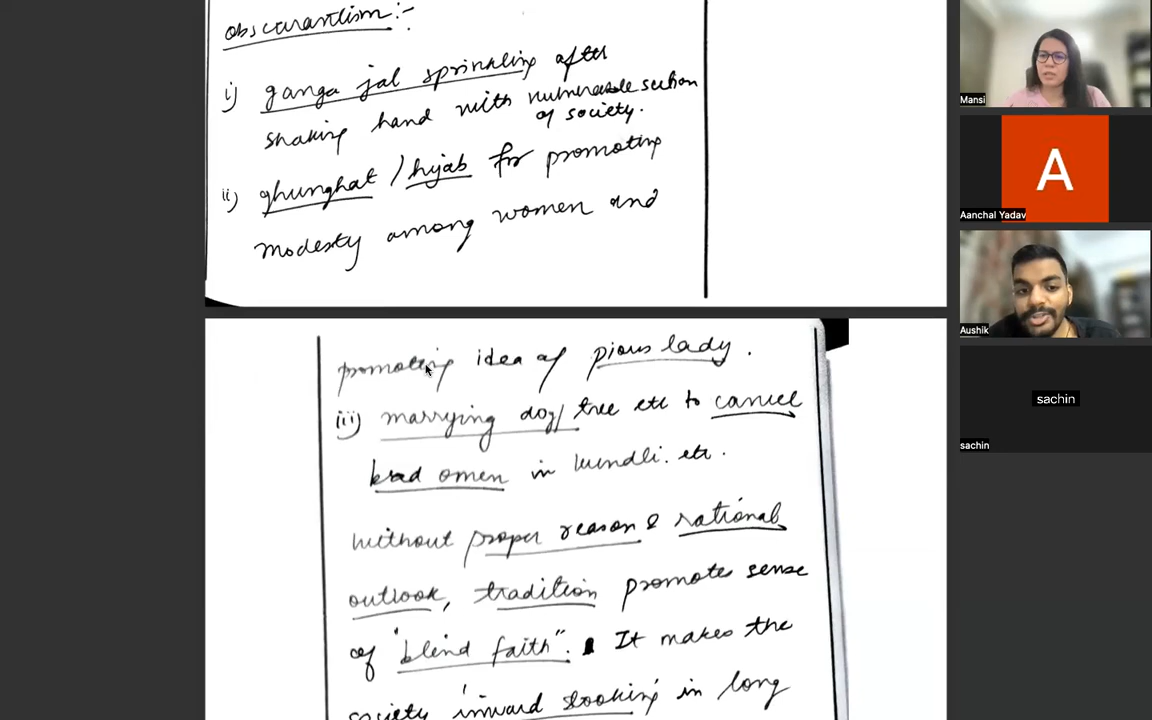 obscurantism :-
i) ganga jal sprinkling after
shaking hand with vulnerable section
of society.
ii) ghunghat / hijab for promoting
modesty among women and
promoting idea of pious lady.
iii) marrying dog/ tree etc to cancel
bad omen in kundli. etc.
without proper reason & rational
outlook, tradition promotes sense
of "blind faith". It makes the
society 'inward looking' in long
Mansi
A
Aanchal Yadav
Aushik
sachin
sachin